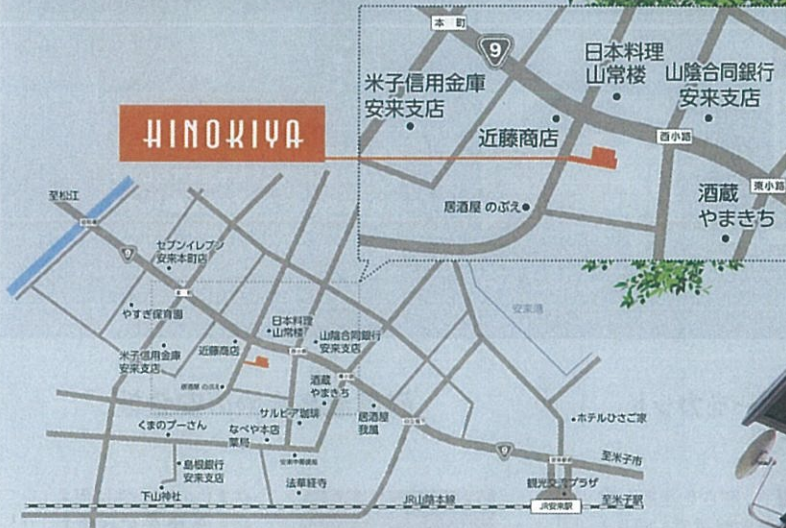 本町
9
日本料理
山常楼
山陰合同銀行
安来支店
米子信用金庫
安来支店
近藤商店
西小路
HINOKIYA
東小路
酒蔵
やまきち
居酒屋 のぶえ
至松江
セブンイレブン
安来本町店
安来港
本町
やすぎ保育園
日本料理
山常楼
山陰合同銀行
安来支店
米子信用金庫
安来支店
近藤商店
西小路
東小路
居酒屋 のぶえ
酒蔵
やまきち
サルビア珈琲
居酒屋
我風
ホテルひさご家
くまのプーさん
なべや本店
薬局
9
至米子市
島根銀行
安来支店
法華経寺
観光交流プラザ
下山神社
JR山陰本線
JR安来駅
至米子駅